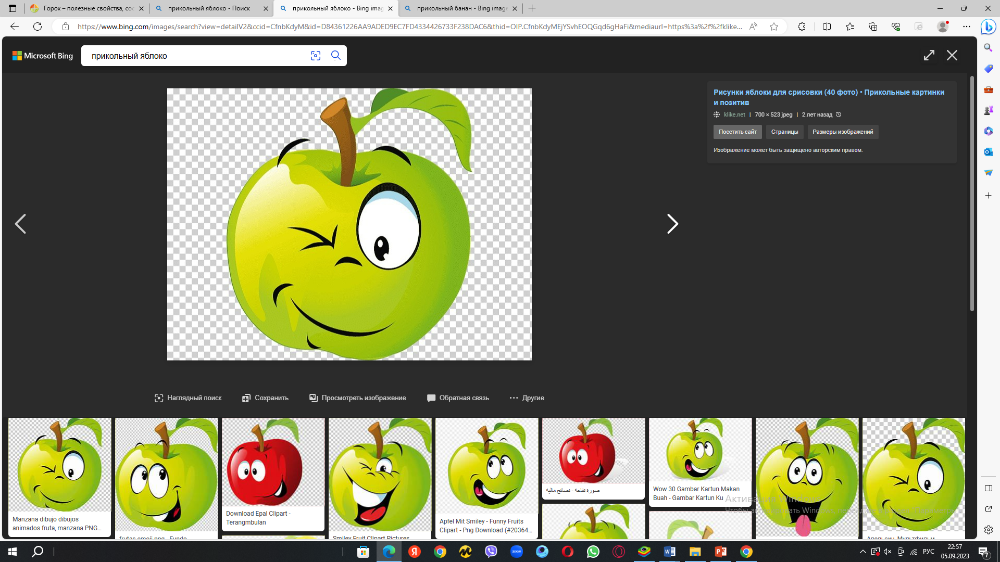 Горох – полезные свойства, сос
прикольный яблоко - Поиск
прикольный яблоко - Bing imag
прикольный банан - Bing image
https://www.bing.com/images/search?view=detailV2&ccid=CfnbKdyM&id=D84361226AA9ADED9EC7FD4334426733F238DAC6&thid=OIP.CfnbKdyMEjYSvhEOQGqd6gHaFi&mediaurl=https%3a%2f%2fklike...
Microsoft Bing
прикольный яблоко
Рисунки яблоки для срисовки (40 фото) • Прикольные картинки
и позитив
klike.net | 700 × 523 jpeg | 2 лет назад
Посетить сайт
Страницы
Размеры изображений
Изображение может быть защищено авторским правом.
Наглядный поиск
Сохранить
Просмотреть изображение
Обратная связь
Другие
Manzana dibujo dibujos
animados fruta, manzana PNG...
frutas emoji png - Fundo
Download Epal Clipart -
Terangmbulan
Smiley Fruit Clipart Pictures
Apfel Mit Smiley - Funny Fruits
Clipart - Png Download (#20364...
صورة تفاحة - نصائح مالية
Wow 30 Gambar Kartun Makan
Buah - Gambar Kartun Ku
Апельсин, Мультфильм
Активация Windows
Чтобы активировать Windows, перейдите в раздел "Параметры".
zoom
РУС
22:57
05.09.2023
7